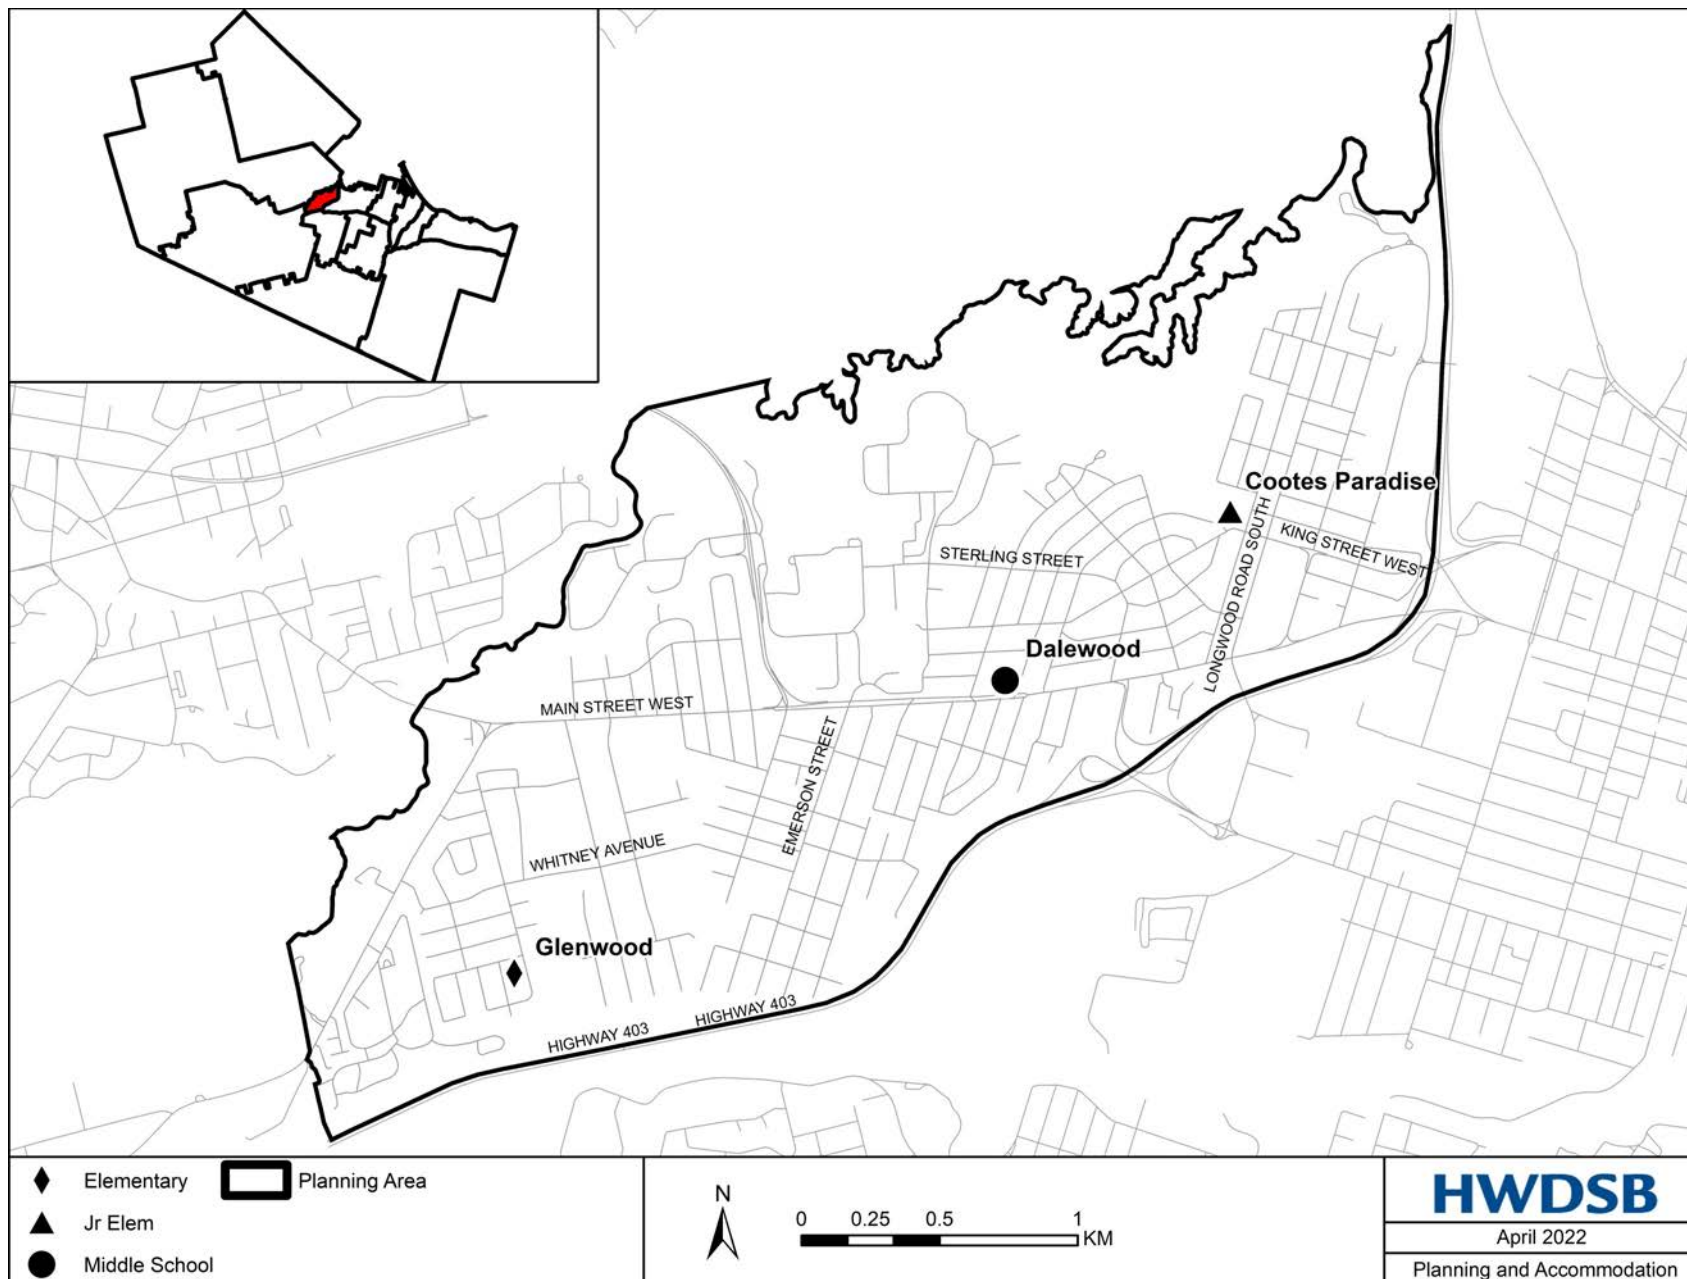 Cootes Paradise
KING STREET WEST
LONGWOOD ROAD SOUTH
STERLING STREET
Dalewood
MAIN STREET WEST
EMERSON STREET
WHITNEY AVENUE
Glenwood
HIGHWAY 403
HIGHWAY 403
Elementary
Planning Area
Jr Elem
Middle School
N
0 0.25 0.5 1
KM
HWDSB
April 2022
Planning and Accommodation